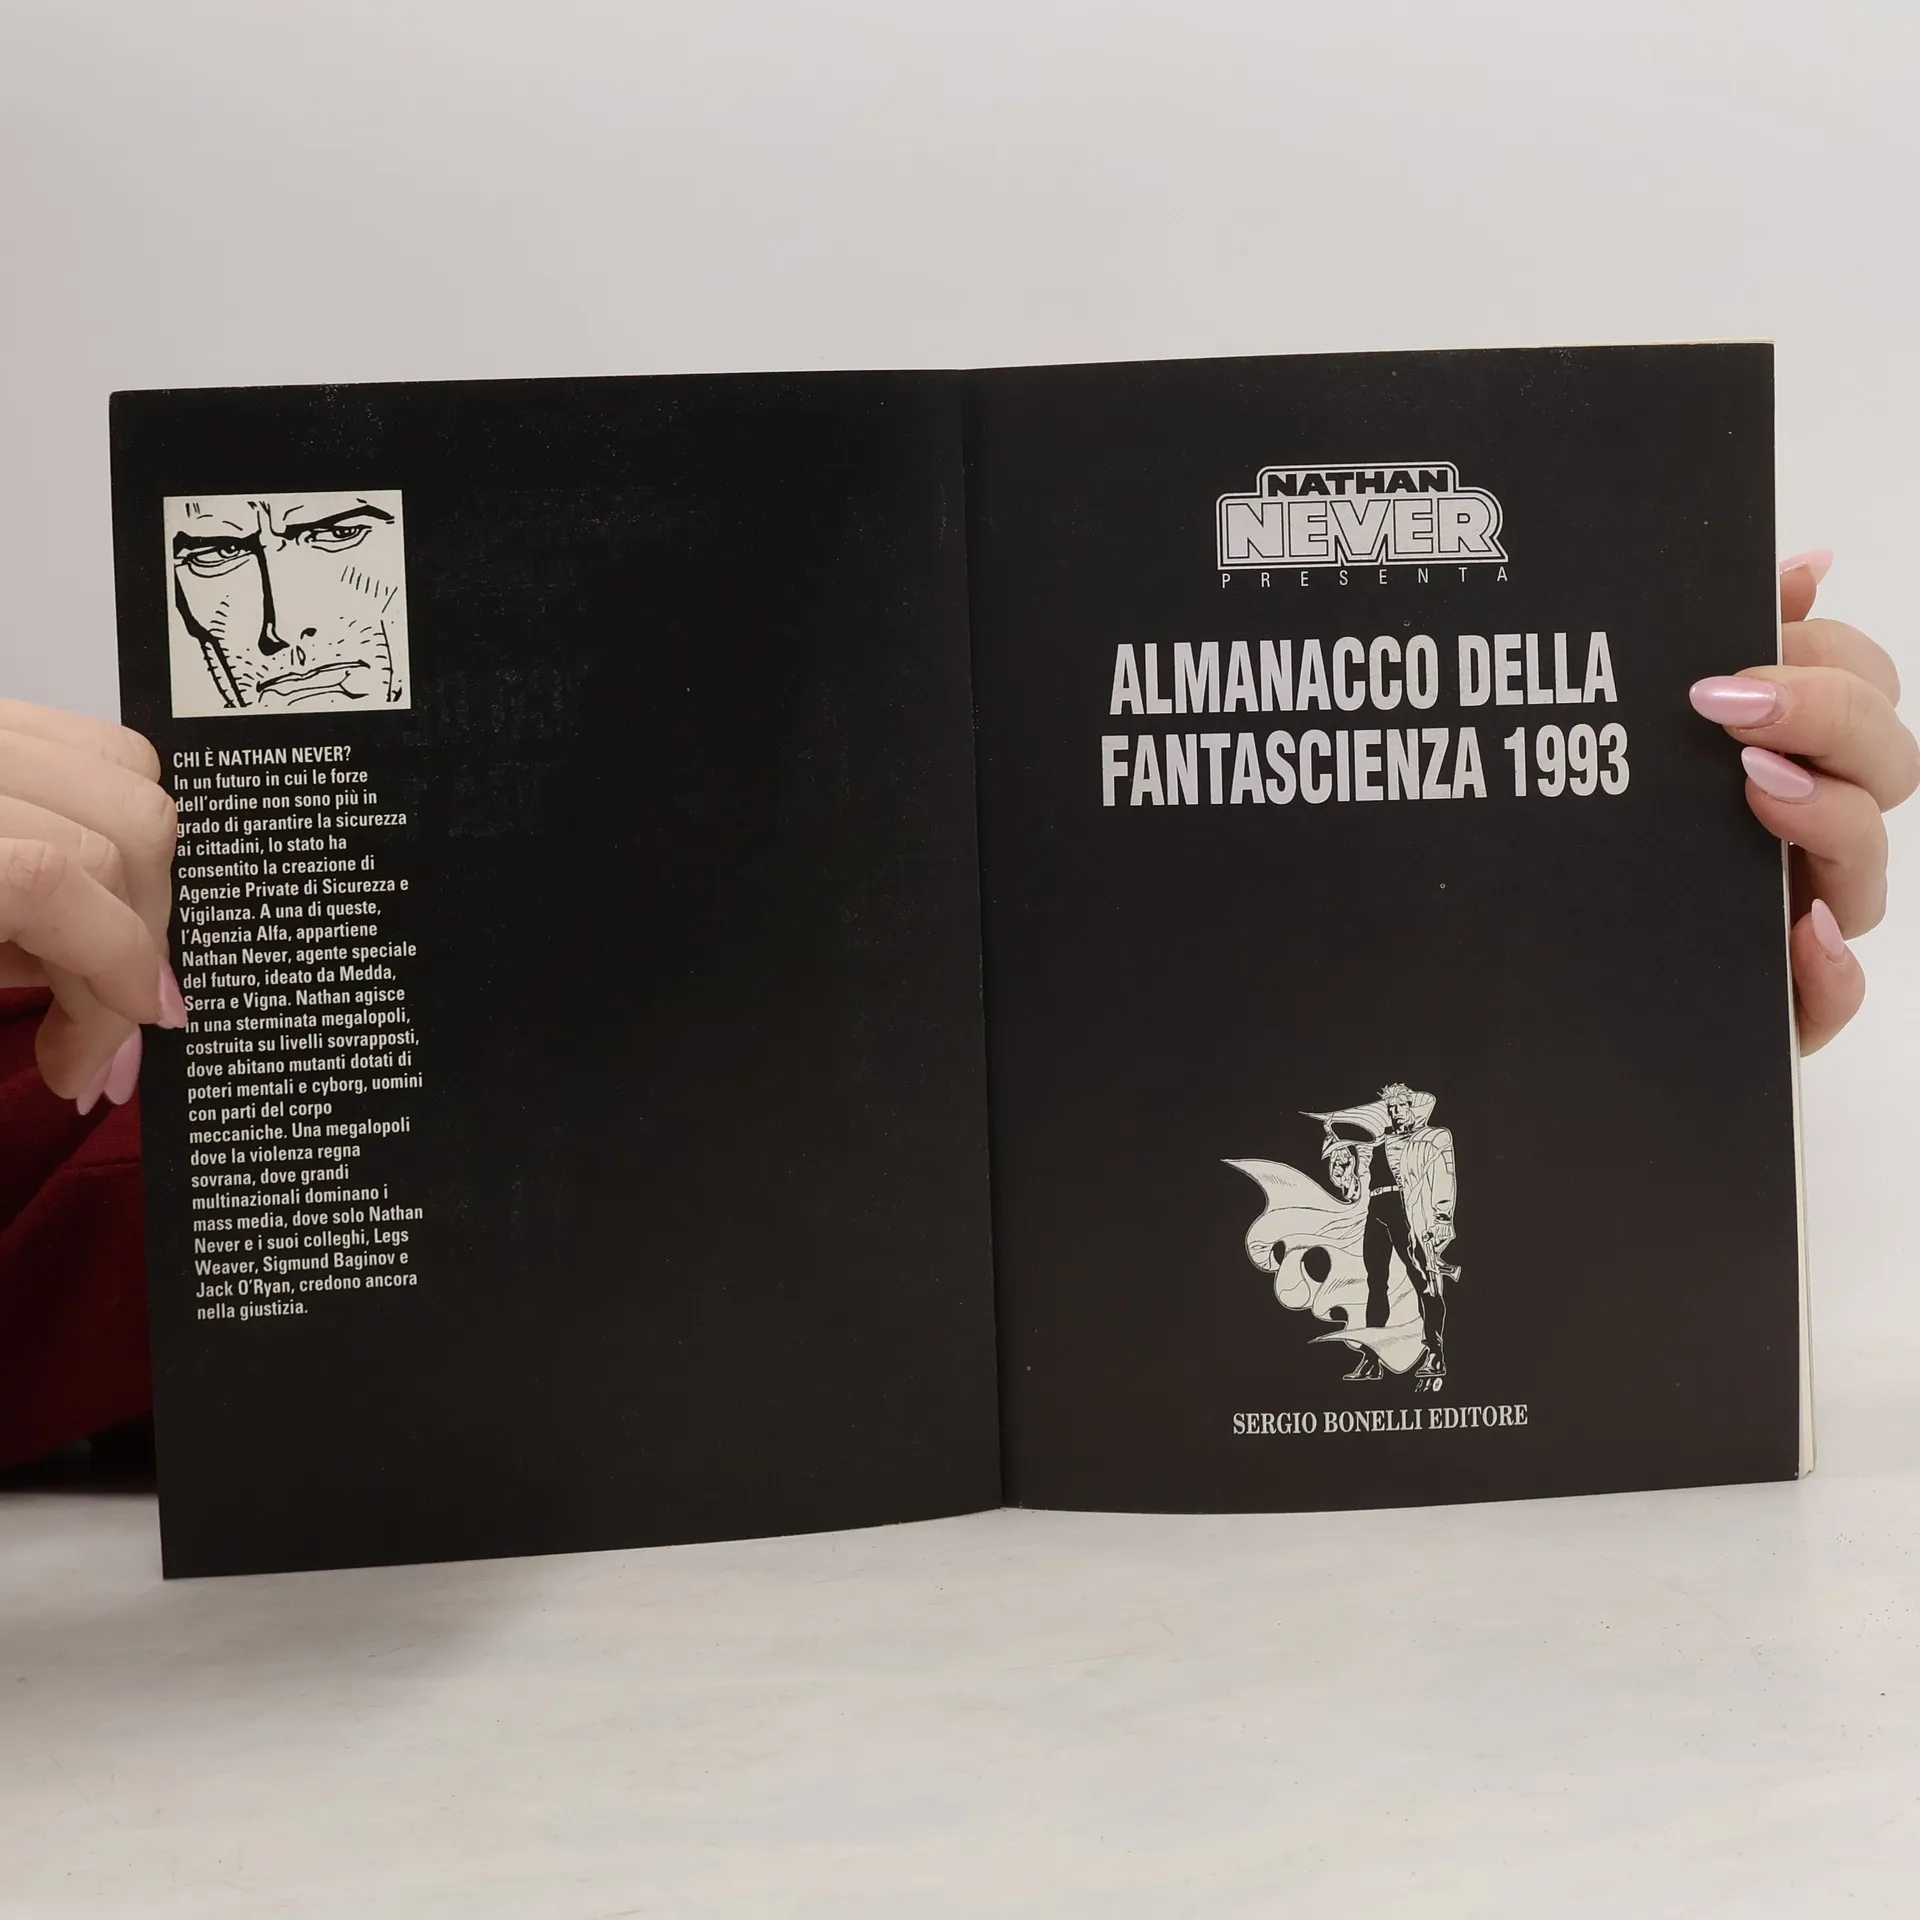 CHI È NATHAN NEVER?
In un futuro in cui le forze
dell'ordine non sono più in
grado di garantire la sicurezza
ai cittadini, lo stato ha
consentito la creazione di
Agenzie Private di Sicurezza e
Vigilanza. A una di queste,
l'Agenzia Alfa, appartiene
Nathan Never, agente speciale
del futuro, ideato da Medda,
Serra e Vigna. Nathan agisce
in una sterminata megalopoli,
costruita su livelli sovrapposti,
dove abitano mutanti dotati di
poteri mentali e cyborg, uomini
con parti del corpo
meccaniche. Una megalopoli
dove la violenza regna
sovrana, dove grandi
multinazionali dominano i
mass media, dove solo Nathan
Never e i suoi colleghi, Legs
Weaver, Sigmund Baginov e
Jack O'Ryan, credono ancora
nella giustizia.
NATHAN
NEVER
PRESENTA
ALMANACCO DELLA
FANTASCIENZA 1993
SERGIO BONELLI EDITORE